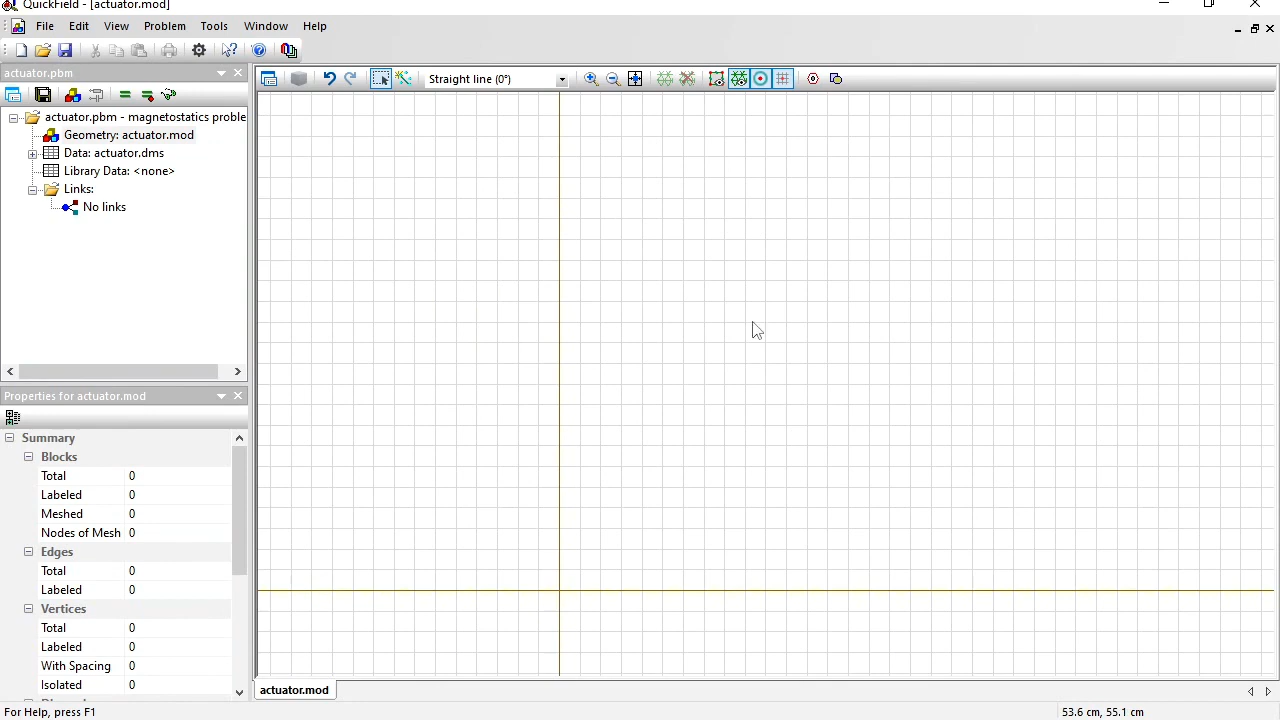 QuickField - [actuator.mod]
File Edit View Problem Tools Window Help
actuator.pbm
Straight line (0°)
actuator.pbm - magnetostatics proble
Geometry: actuator.mod
Data: actuator.dms
Library Data: <none>
Links:
No links
Properties for actuator.mod
Summary
Blocks
Total 0
Labeled 0
Meshed 0
Nodes of Mesh 0
Edges
Total 0
Labeled 0
Vertices
Total 0
Labeled 0
With Spacing 0
Isolated 0
actuator.mod
For Help, press F1
53.6 cm, 55.1 cm